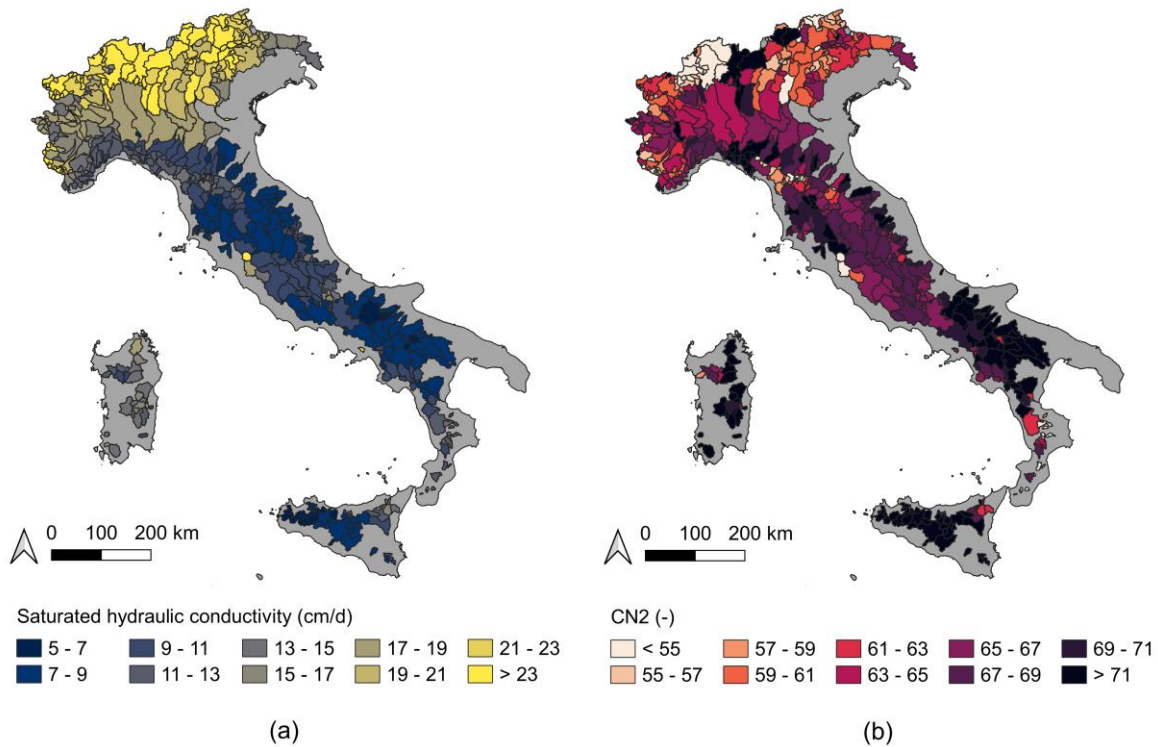 0 100 200 km
Saturated hydraulic conductivity (cm/d)
5 - 7 9 - 11 13 - 15 17 - 19 21 - 23
7 - 9 11 - 13 15 - 17 19 - 21 > 23
(a)
0 100 200 km
CN2 (-)
< 55 57 - 59 61 - 63 65 - 67 69 - 71
55 - 57 59 - 61 63 - 65 67 - 69 > 71
(b)